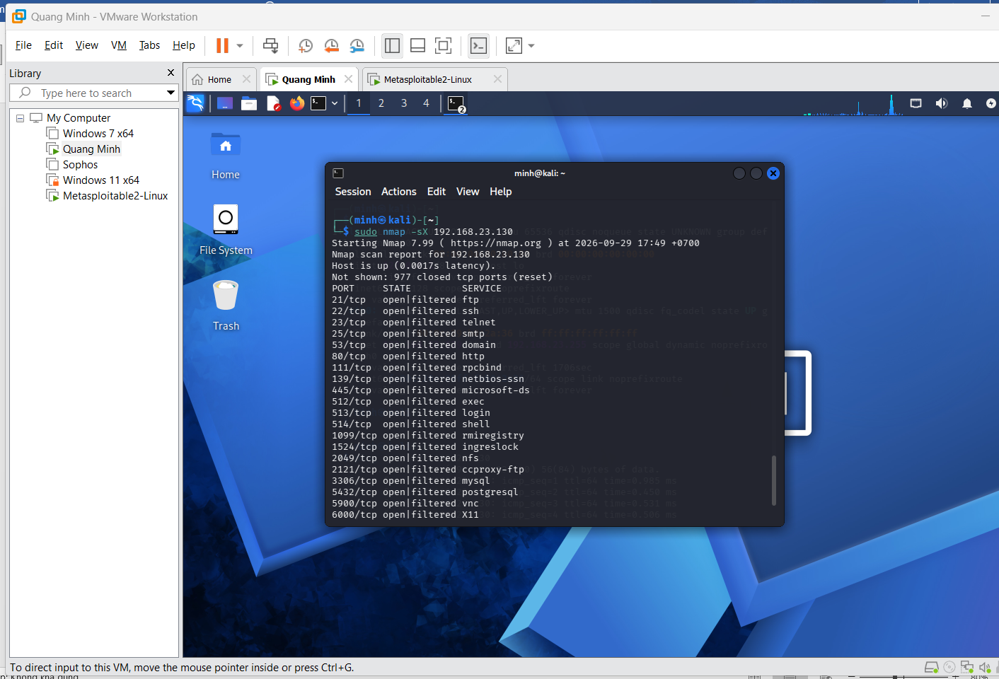 Quang Minh - VMware Workstation
File Edit View VM Tabs Help
Library
Type here to search
My Computer
Windows 7 x64
Quang Minh
Sophos
Windows 11 x64
Metasploitable2-Linux
Home Quang Minh Metasploitable2-Linux
1 2 3 4 2
Home
File System
Trash
minh@kali: ~
Session Actions Edit View Help
┌──(minh㉿kali)-[~]
└─$ sudo nmap -sX 192.168.23.130
Starting Nmap 7.99 ( https://nmap.org ) at 2026-09-29 17:49 +0700
Nmap scan report for 192.168.23.130
Host is up (0.0017s latency).
Not shown: 977 closed tcp ports (reset)
PORT STATE SERVICE
21/tcp open|filtered ftp
22/tcp open|filtered ssh
23/tcp open|filtered telnet
25/tcp open|filtered smtp
53/tcp open|filtered domain
80/tcp open|filtered http
111/tcp open|filtered rpcbind
139/tcp open|filtered netbios-ssn
445/tcp open|filtered microsoft-ds
512/tcp open|filtered exec
513/tcp open|filtered login
514/tcp open|filtered shell
1099/tcp open|filtered rmiregistry
1524/tcp open|filtered ingreslock
2049/tcp open|filtered nfs
2121/tcp open|filtered ccproxy-ftp
3306/tcp open|filtered mysql
5432/tcp open|filtered postgresql
5900/tcp open|filtered vnc
6000/tcp open|filtered X11
To direct input to this VM, move the mouse pointer inside or press Ctrl+G.